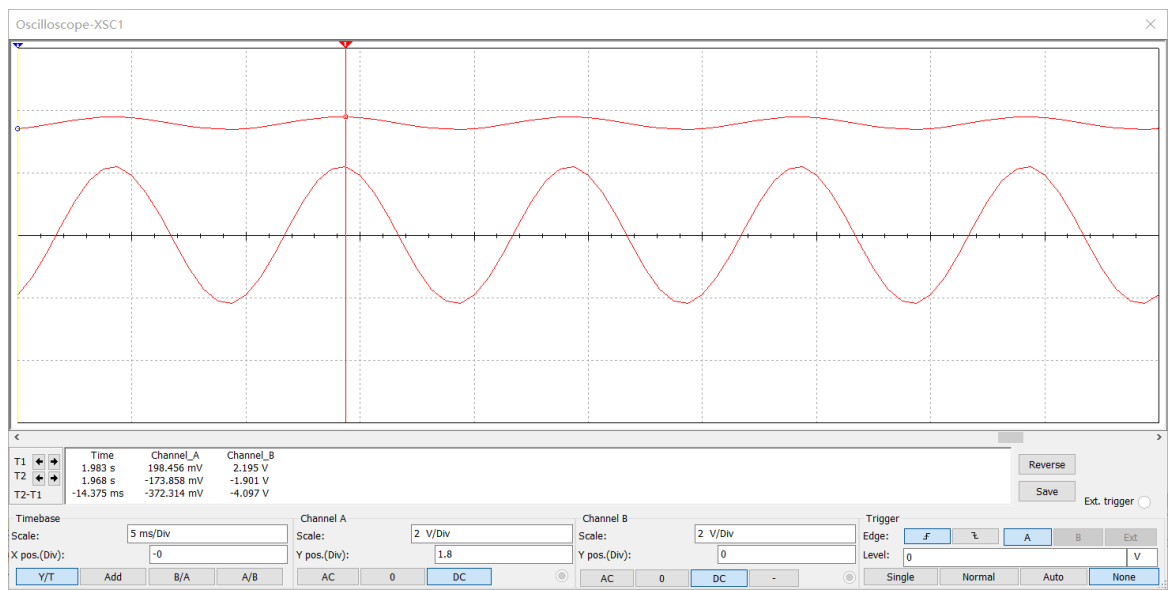 Oscilloscope-XSC1
T1
T2
T2-T1
Time Channel_A Channel_B
1.983 s 198.456 mV 2.195 V
1.968 s -173.858 mV -1.901 V
-14.375 ms -372.314 mV -4.097 V
Reverse
Save
Ext. trigger
Timebase
Scale: 5 ms/Div
X pos.(Div): -0
Y/T Add B/A A/B
Channel A
Scale: 2 V/Div
Y pos.(Div): 1.8
AC 0 DC
Channel B
Scale: 2 V/Div
Y pos.(Div): 0
AC 0 DC -
Trigger
Edge: A B Ext
Level: 0 V
Single Normal Auto None